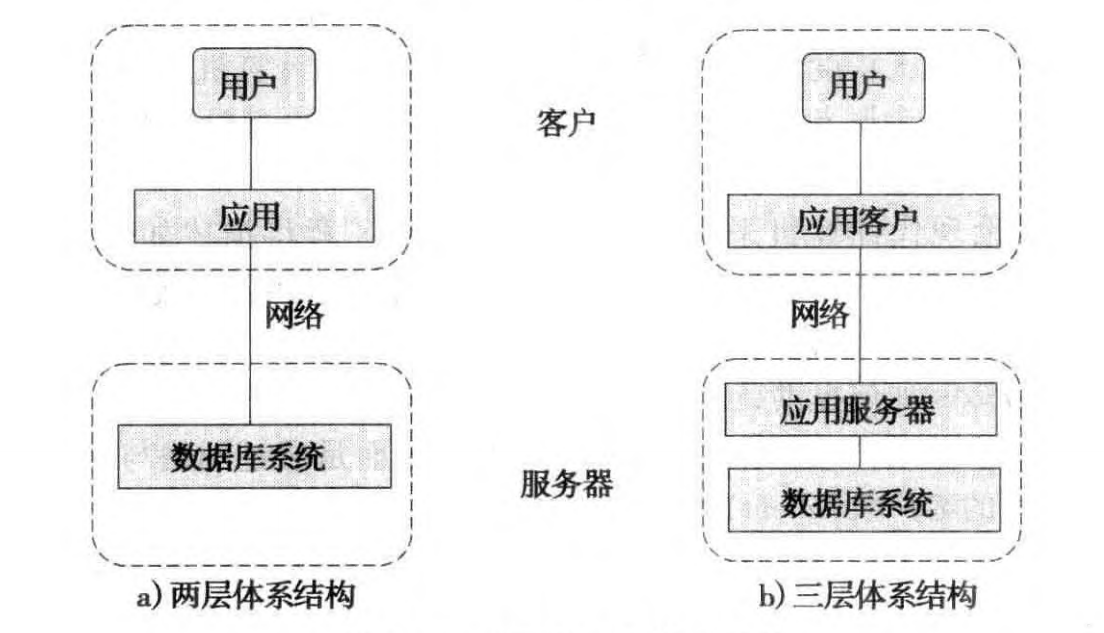 用户
应用
网络
数据库系统
a) 两层体系结构
客户
服务器
用户
应用客户
网络
应用服务器
数据库系统
b) 三层体系结构